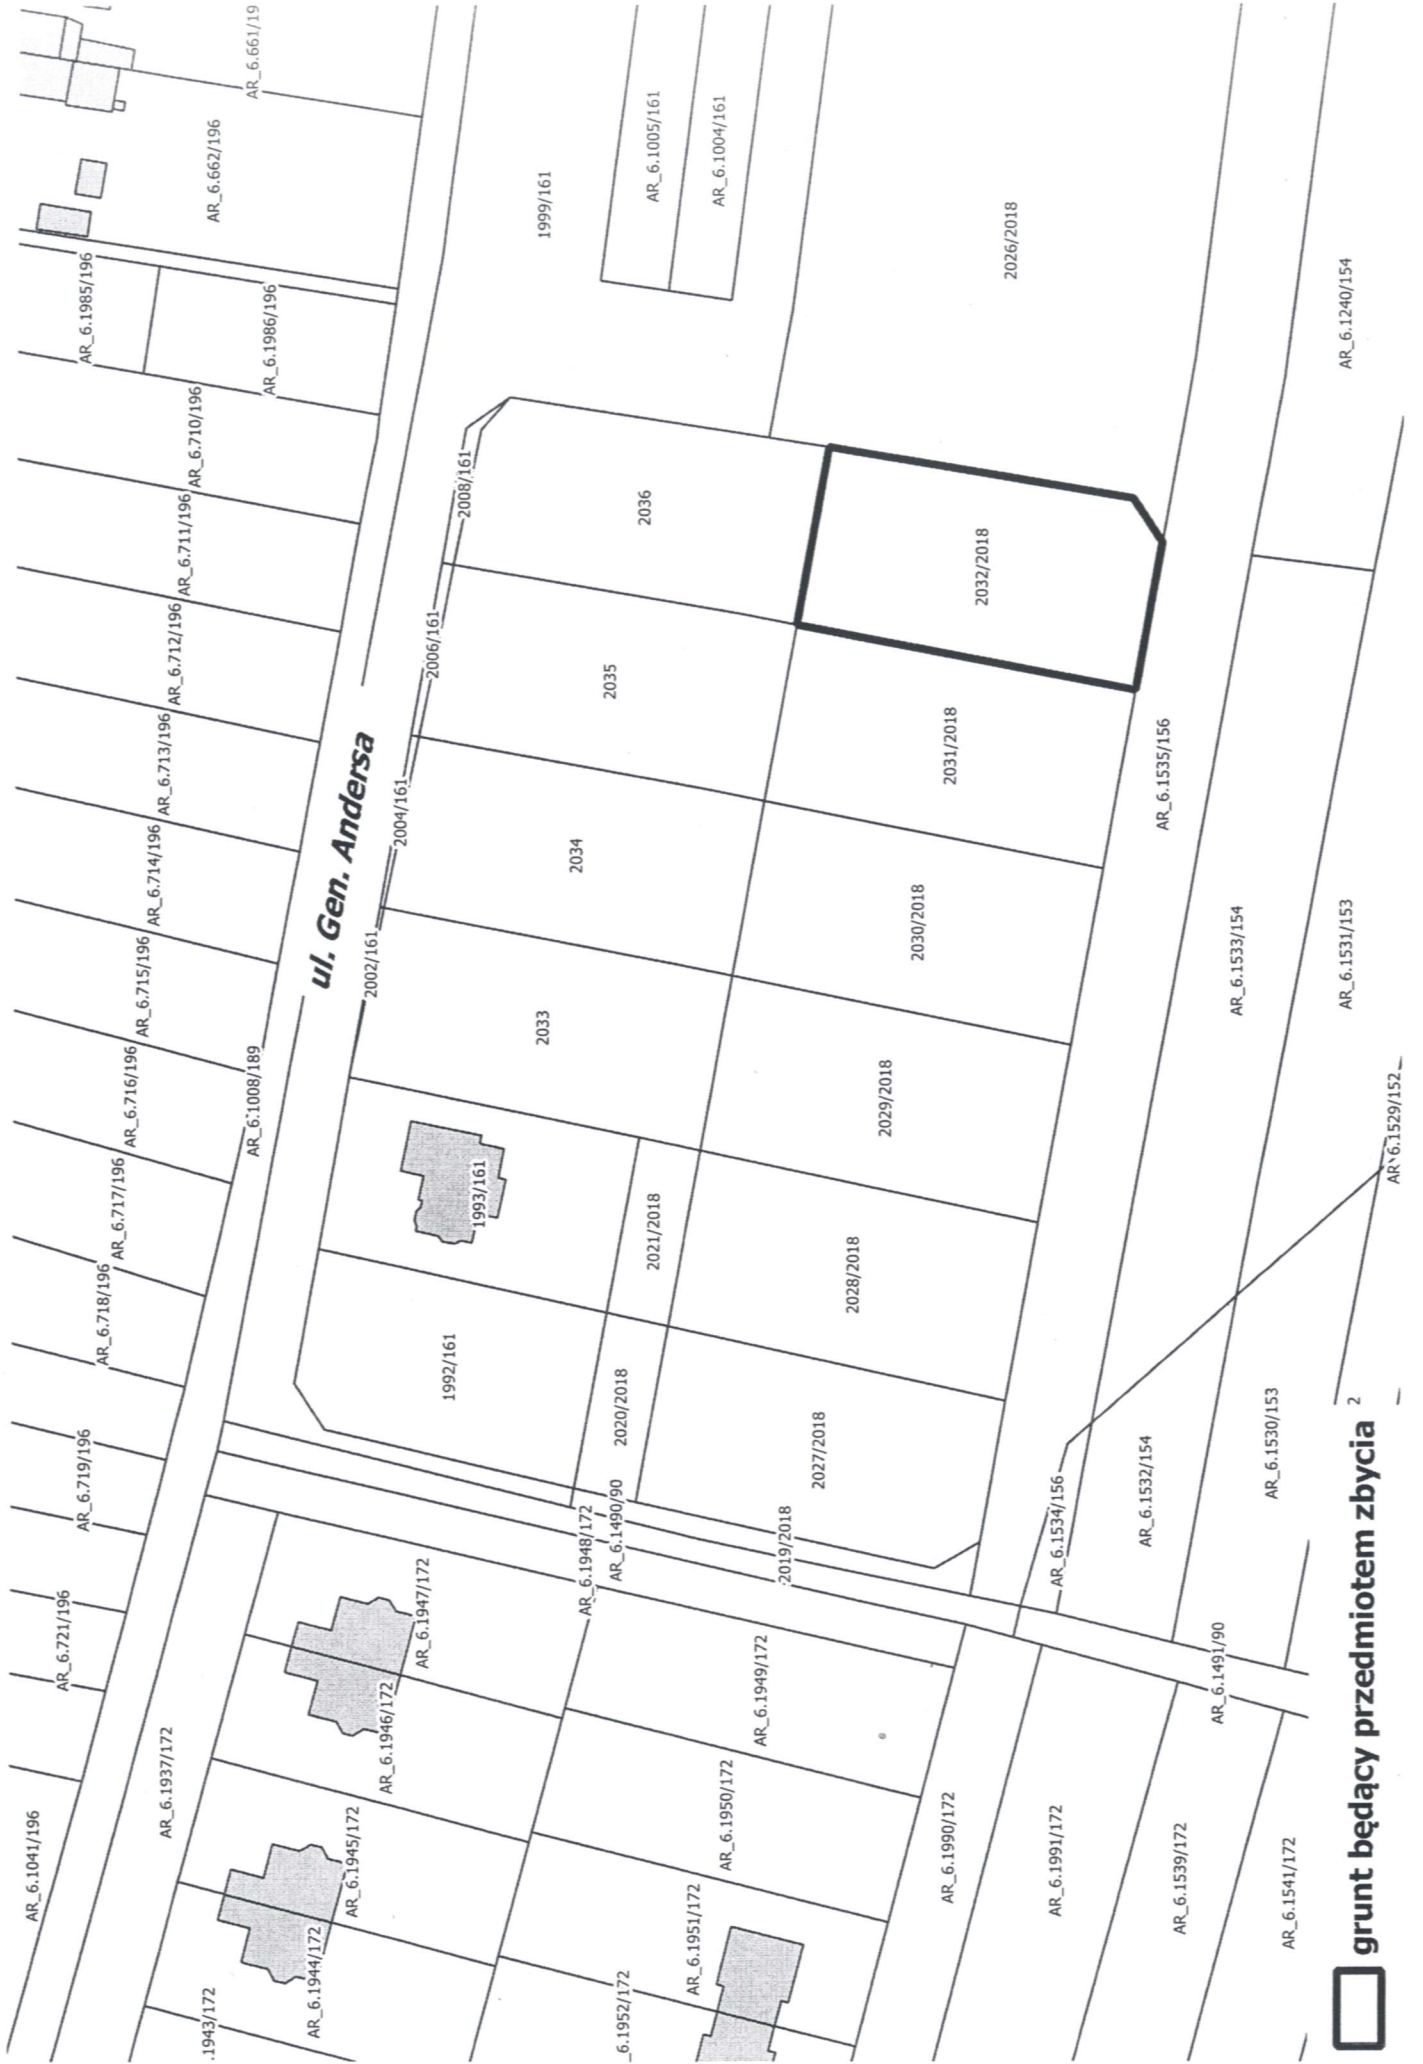 AR_6.1041/196
AR_6.721/196
AR_6.719/196
AR_6.718/196
AR_6.717/196
AR_6.716/196
AR_6.715/196
AR_6.714/196
AR_6.713/196
AR_6.712/196
AR_6.711/196
AR_6.710/196
AR_6.1985/196
AR_6.1986/196
AR_6.662/196
AR_6.661/19
AR_6.1937/172
AR_6.1008/189
ul. Gen. Andersa
.1943/172
AR_6.1944/172
AR_6.1945/172
AR_6.1946/172
AR_6.1947/172
1992/161
1993/161
2002/161
2004/161
2006/161
2008/161
1999/161
2033
2034
2035
2036
AR_6.1005/161
AR_6.1004/161
_6.1952/172
AR_6.1951/172
AR_6.1950/172
AR_6.1949/172
AR_6.1948/172
AR_6.1490/90
2020/2018
2021/2018
2019/2018
2027/2018
2028/2018
2029/2018
2030/2018
2031/2018
2032/2018
2026/2018
AR_6.1990/172
AR_6.1991/172
AR_6.1534/156
AR_6.1535/156
AR_6.1539/172
AR_6.1541/172
AR_6.1491/90
AR_6.1532/154
AR_6.1533/154
AR_6.1530/153
AR_6.1531/153
AR_6.1240/154
AR_6.1529/152
grunt będący przedmiotem zbycia
2